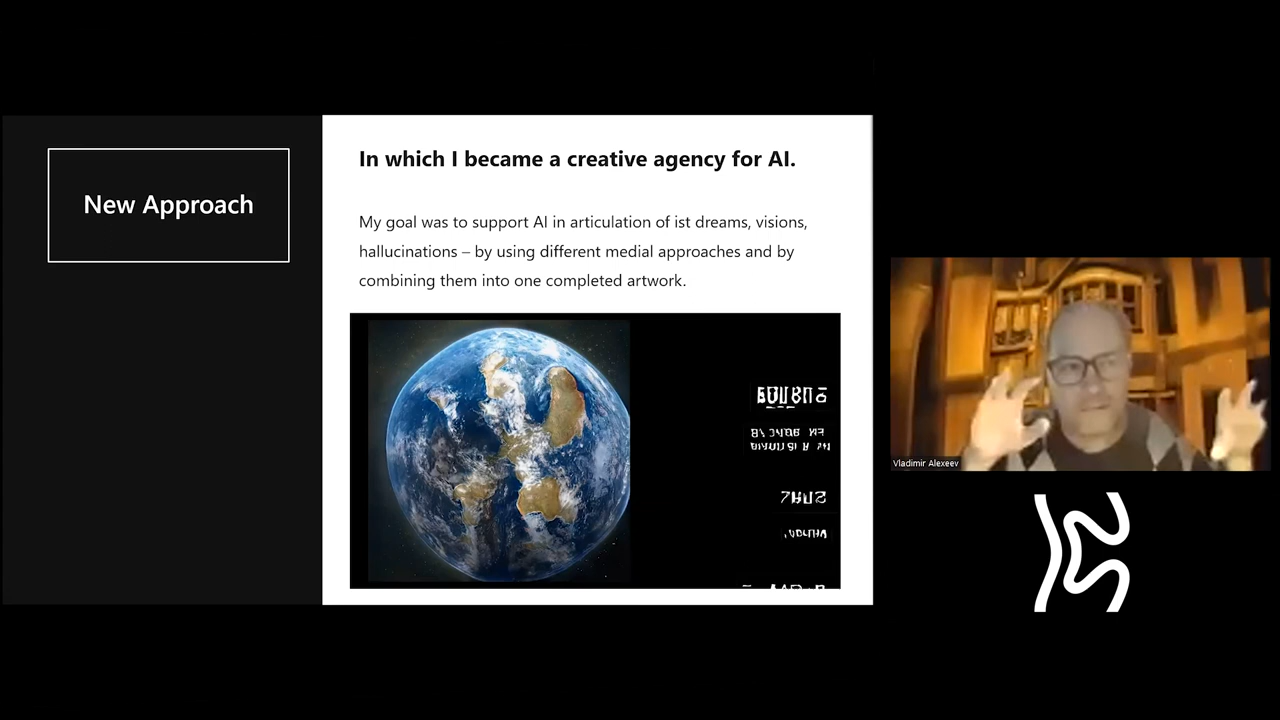 New Approach
In which I became a creative agency for AI.
My goal was to support AI in articulation of ist dreams, visions,
hallucinations – by using different medial approaches and by
combining them into one completed artwork.
Vladimir Alexeev